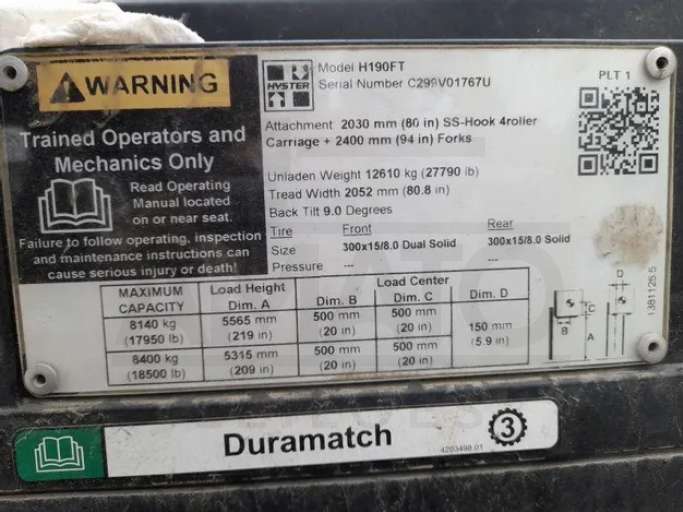 WARNING
Trained Operators and
Mechanics Only
Read Operating
Manual located
on or near seat.
Failure to follow operating, inspection
and maintenance instructions can
cause serious injury or death!
HYSTER
Model H190FT
Serial Number C299V01767U
PLT 1
Attachment 2030 mm (80 in) SS-Hook 4roller
Carriage + 2400 mm (94 in) Forks
Unladen Weight 12610 kg (27790 lb)
Tread Width 2052 mm (80.8 in)
Back Tilt 9.0 Degrees
Tire Front Rear
Size 300x15/8.0 Dual Solid 300x15/8.0 Solid
Pressure --- ---
MAXIMUM CAPACITY Load Height Dim. A Load Center
Dim. B Dim. C Dim. D
8140 kg 5565 mm 500 mm 500 mm 150 mm
(17950 lb) (219 in) (20 in) (20 in) (5.9 in)
8400 kg 5315 mm 500 mm 500 mm
(18500 lb) (209 in) (20 in) (20 in)
D
C
B
A
1381125 5
Duramatch
3
4203498 01